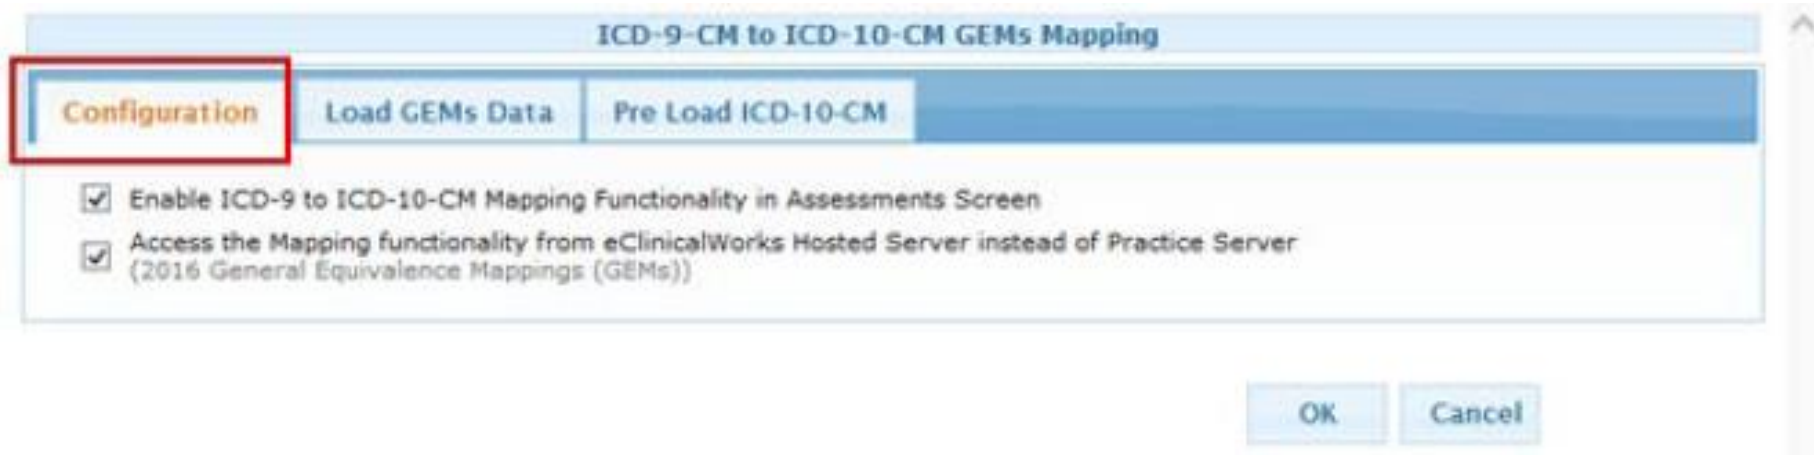 ICD-9-CM to ICD-10-CM GEMs Mapping
Configuration Load GEMs Data Pre Load ICD-10-CM
Enable ICD-9 to ICD-10-CM Mapping Functionality in Assessments Screen
Access the Mapping functionality from eClinicalWorks Hosted Server instead of Practice Server
(2016 General Equivalence Mappings (GEMs))
OK Cancel